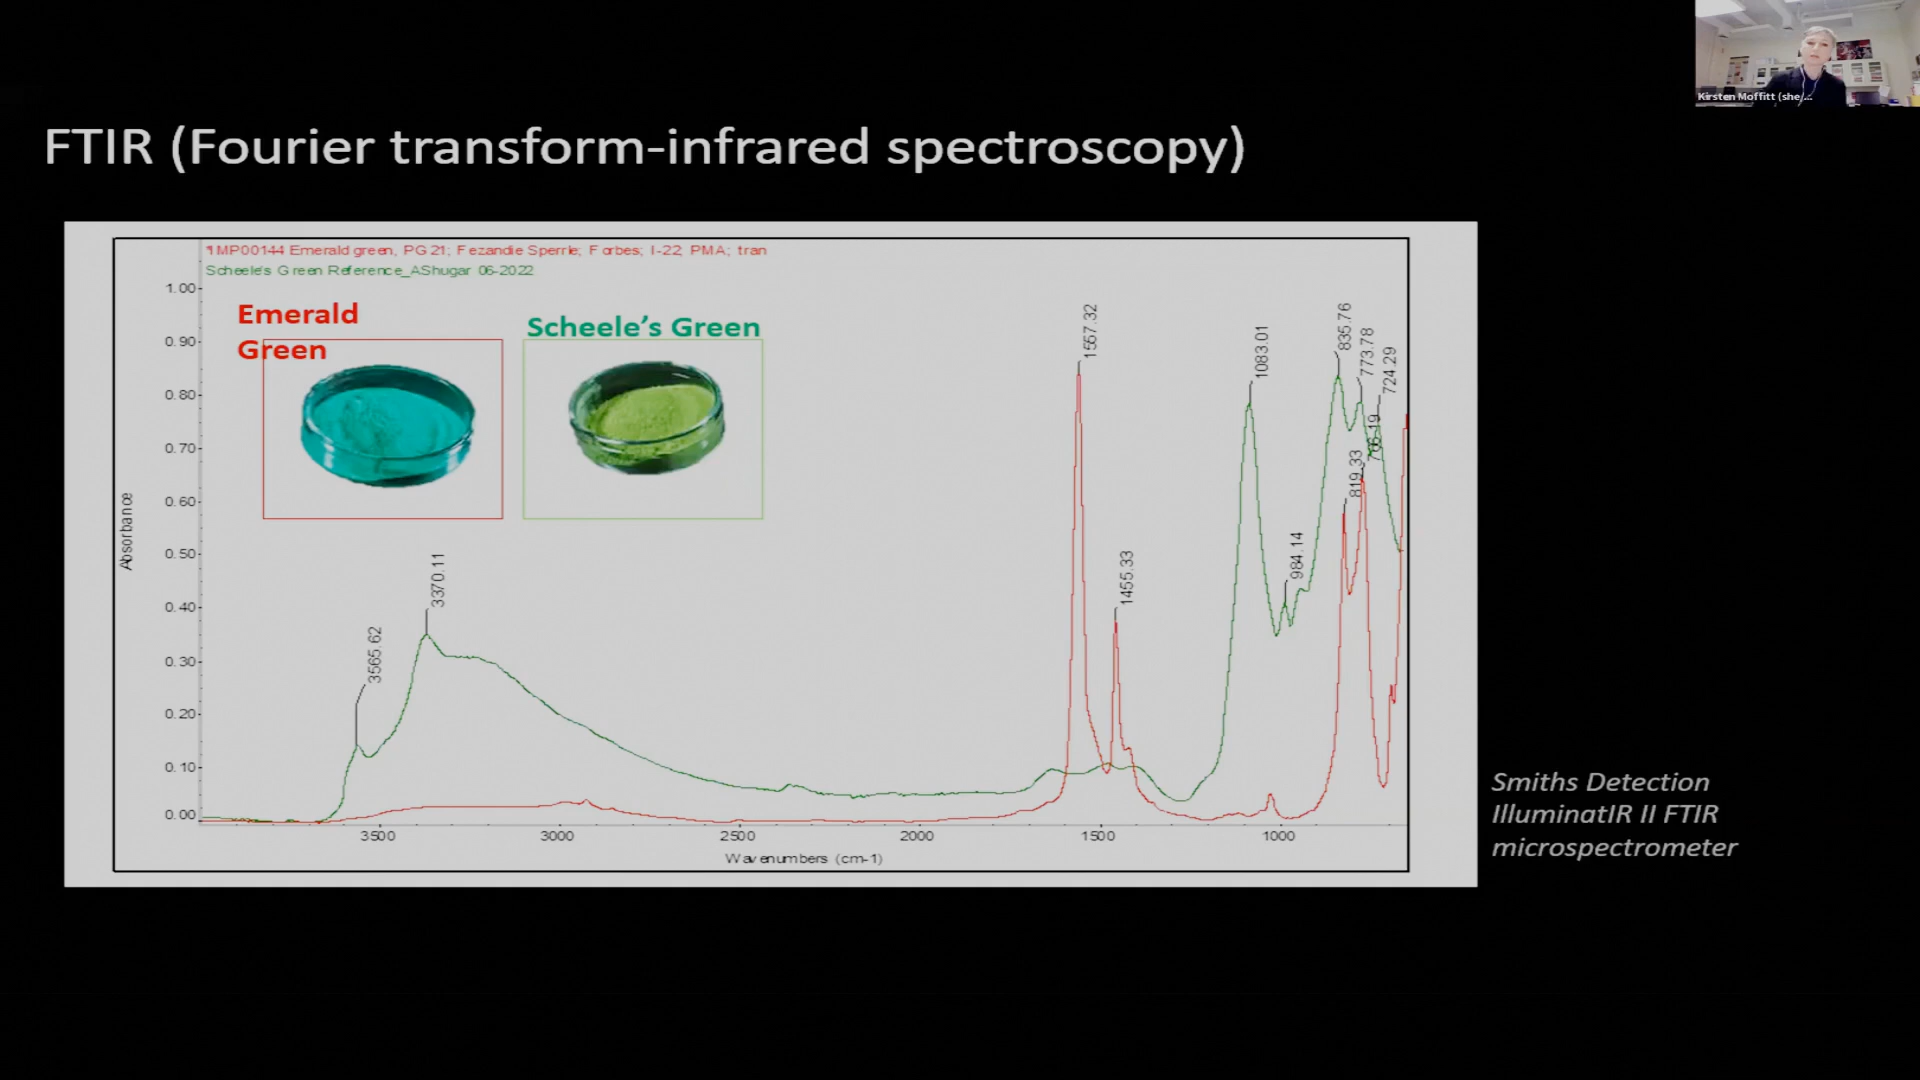 Kirsten Moffitt (she/...
FTIR (Fourier transform-infrared spectroscopy)
*1MP00144 Emerald green, PG 21; Fezandie Sperrle; Forbes; I-22, PMA; tran
Scheele's Green Reference_AShugar 06-2022
Emerald
Green
Scheele's Green
1.00
0.90
0.80
0.70
0.60
0.50
0.40
0.30
0.20
0.10
0.00
Absorbance
3565.62
3370.11
1557.32
1455.33
1083.01
984.14
835.76
819.33
773.78
724.29
3500
3000
2500
2000
1500
1000
Wavenumbers (cm-1)
Smiths Detection
IlluminatIR II FTIR
microspectrometer